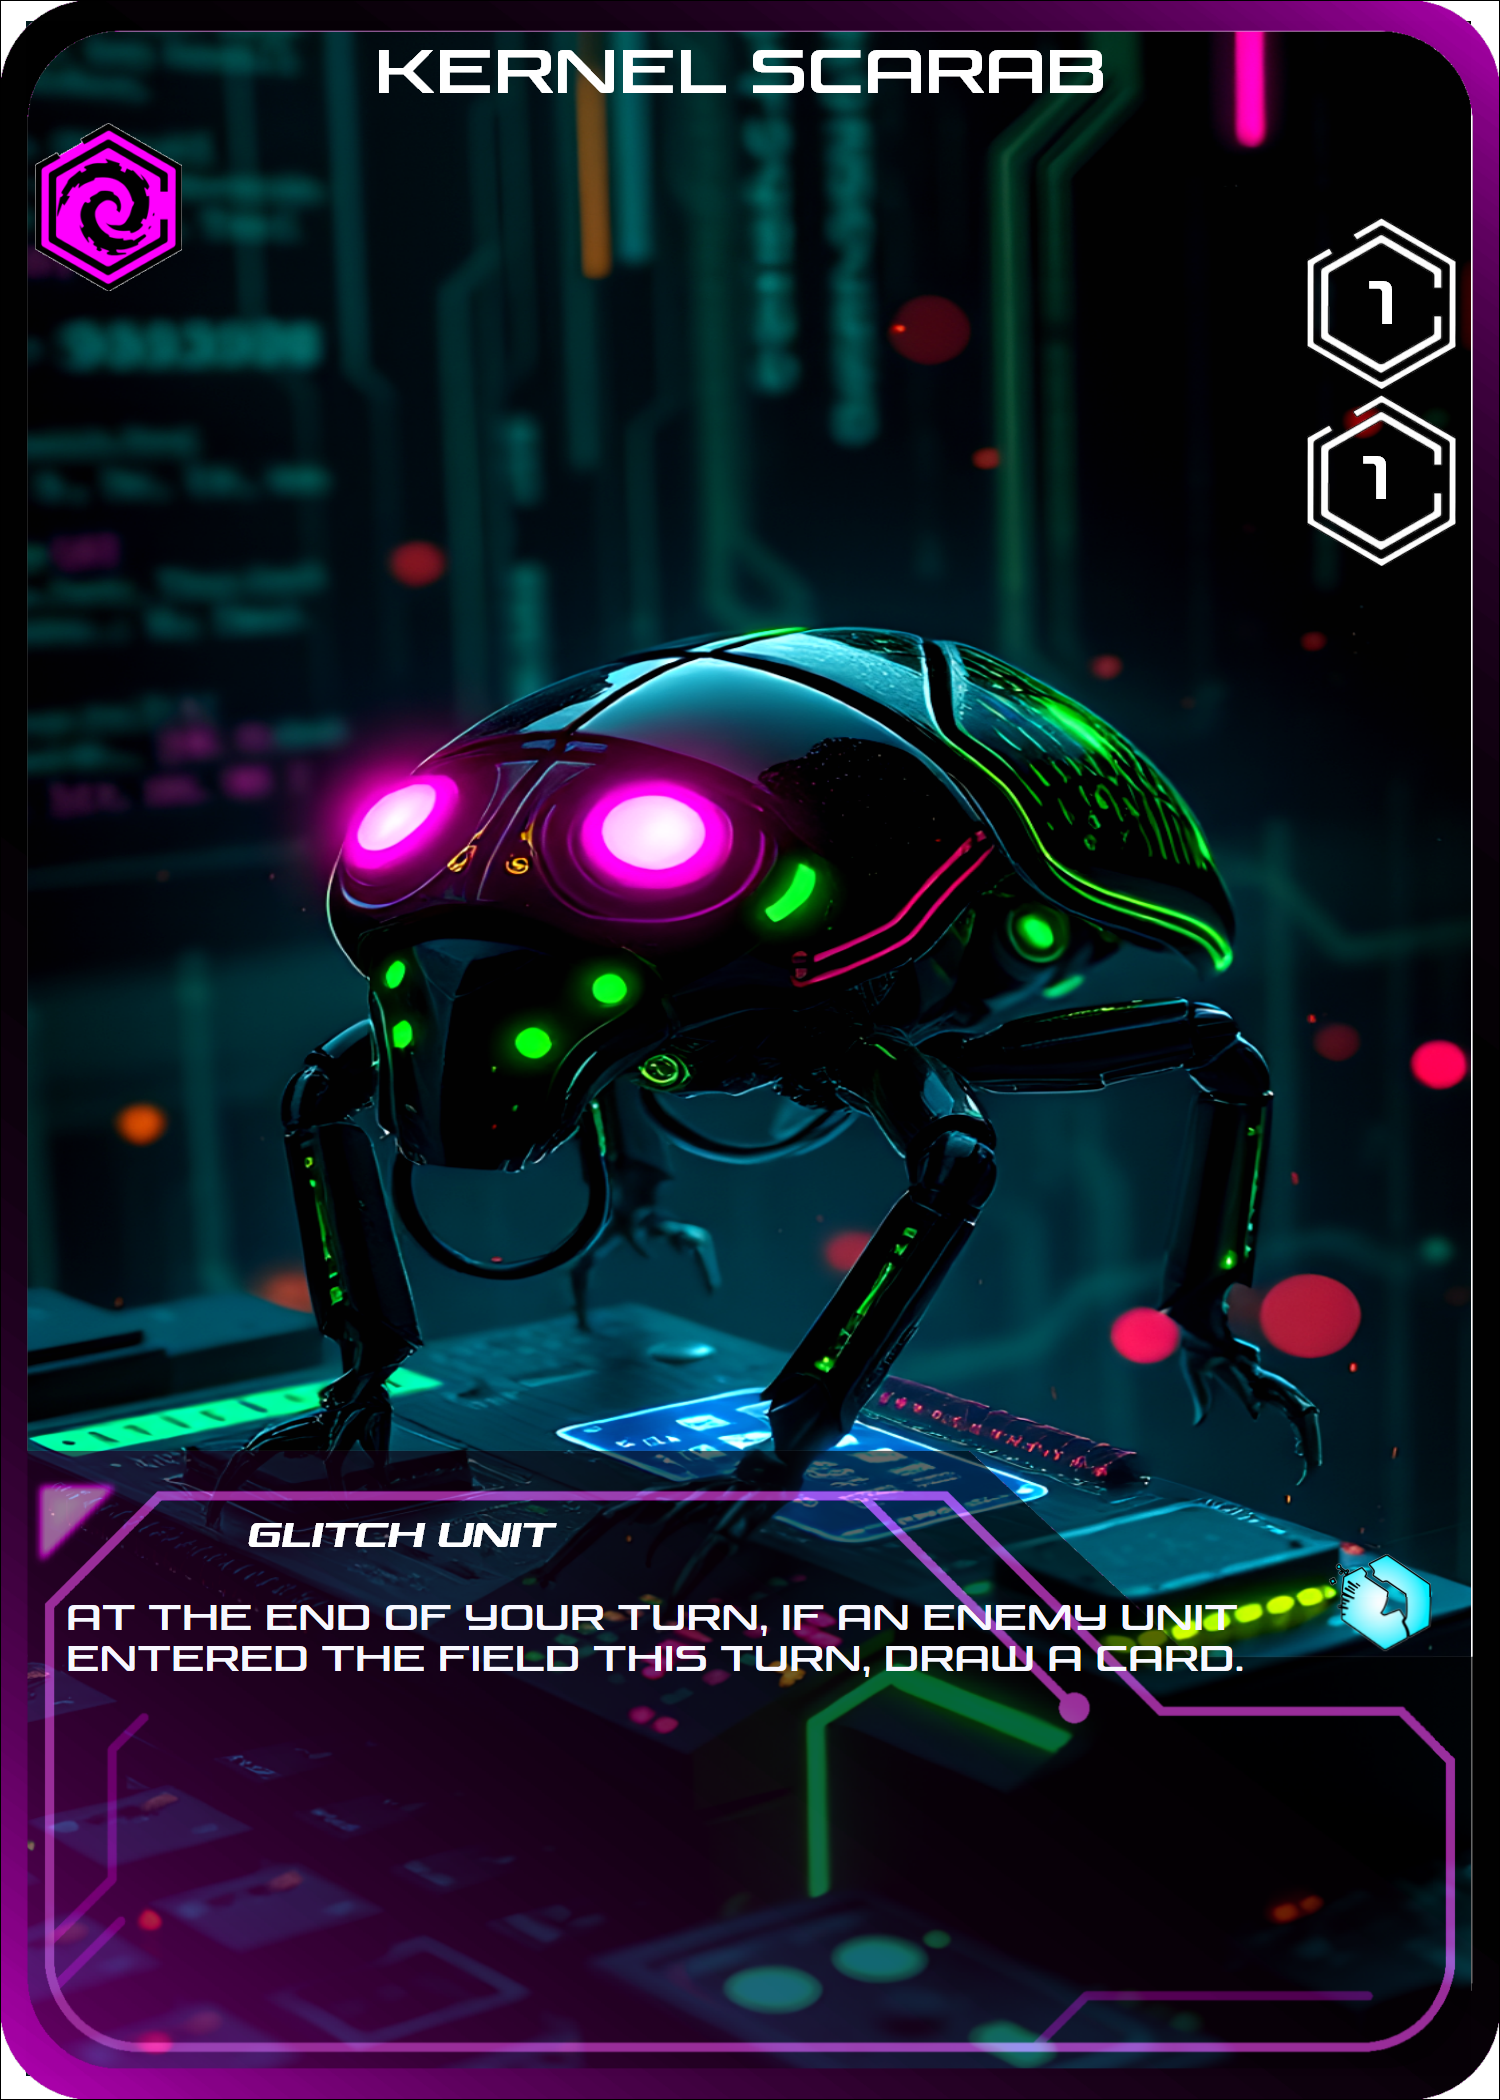 KERNEL SCARAB
1
1
GLITCH UNIT
AT THE END OF YOUR TURN, IF AN ENEMY UNIT
ENTERED THE FIELD THIS TURN, DRAW A CARD.